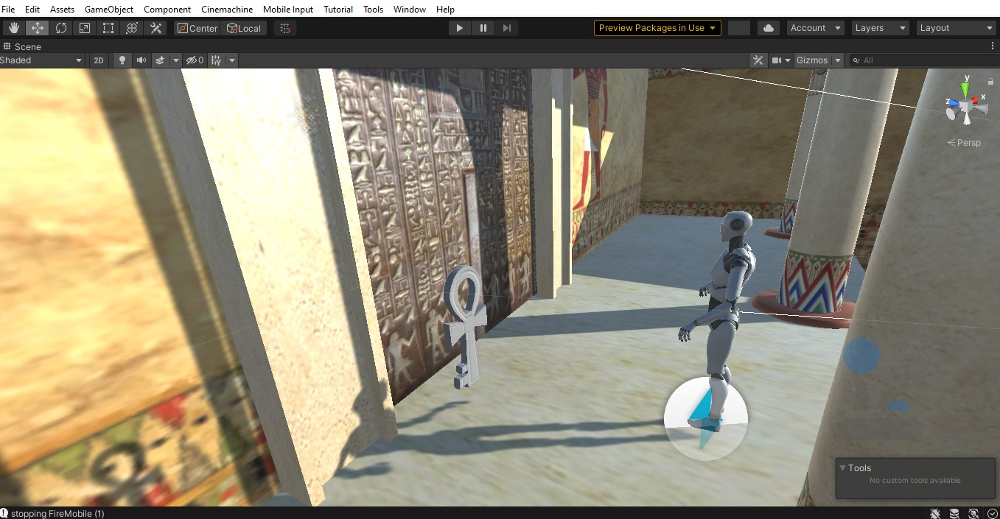 File Edit Assets GameObject Component Cinemachine Mobile Input Tutorial Tools Window Help
Center Local Preview Packages in Use Account Layers Layout
Scene
Shaded 2D 0 Gizmos All
y
z x
Persp
Tools
No custom tools available
stopping FireMobile (1)